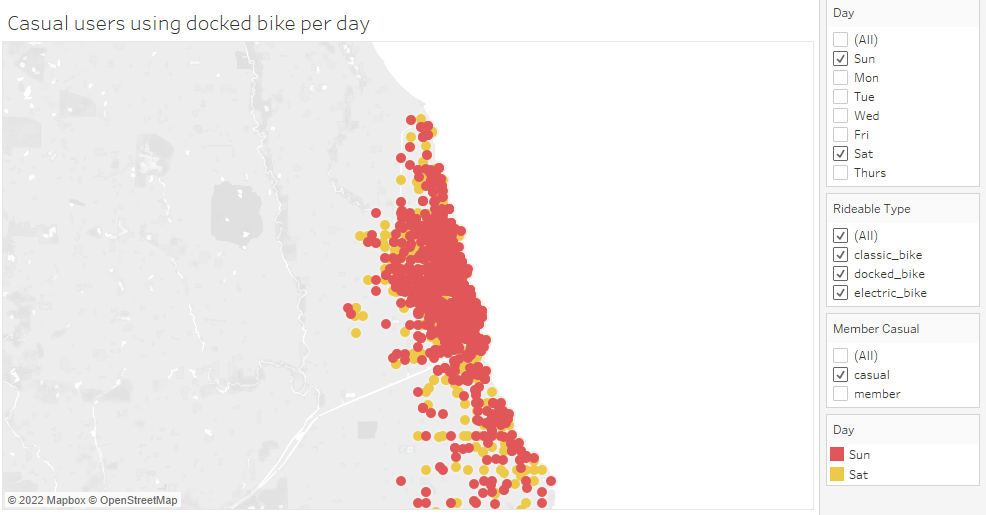 Casual users using docked bike per day
© 2022 Mapbox © OpenStreetMap
Day
(All)
Sun
Mon
Tue
Wed
Fri
Sat
Thurs
Rideable Type
(All)
classic_bike
docked_bike
electric_bike
Member Casual
(All)
casual
member
Day
Sun
Sat